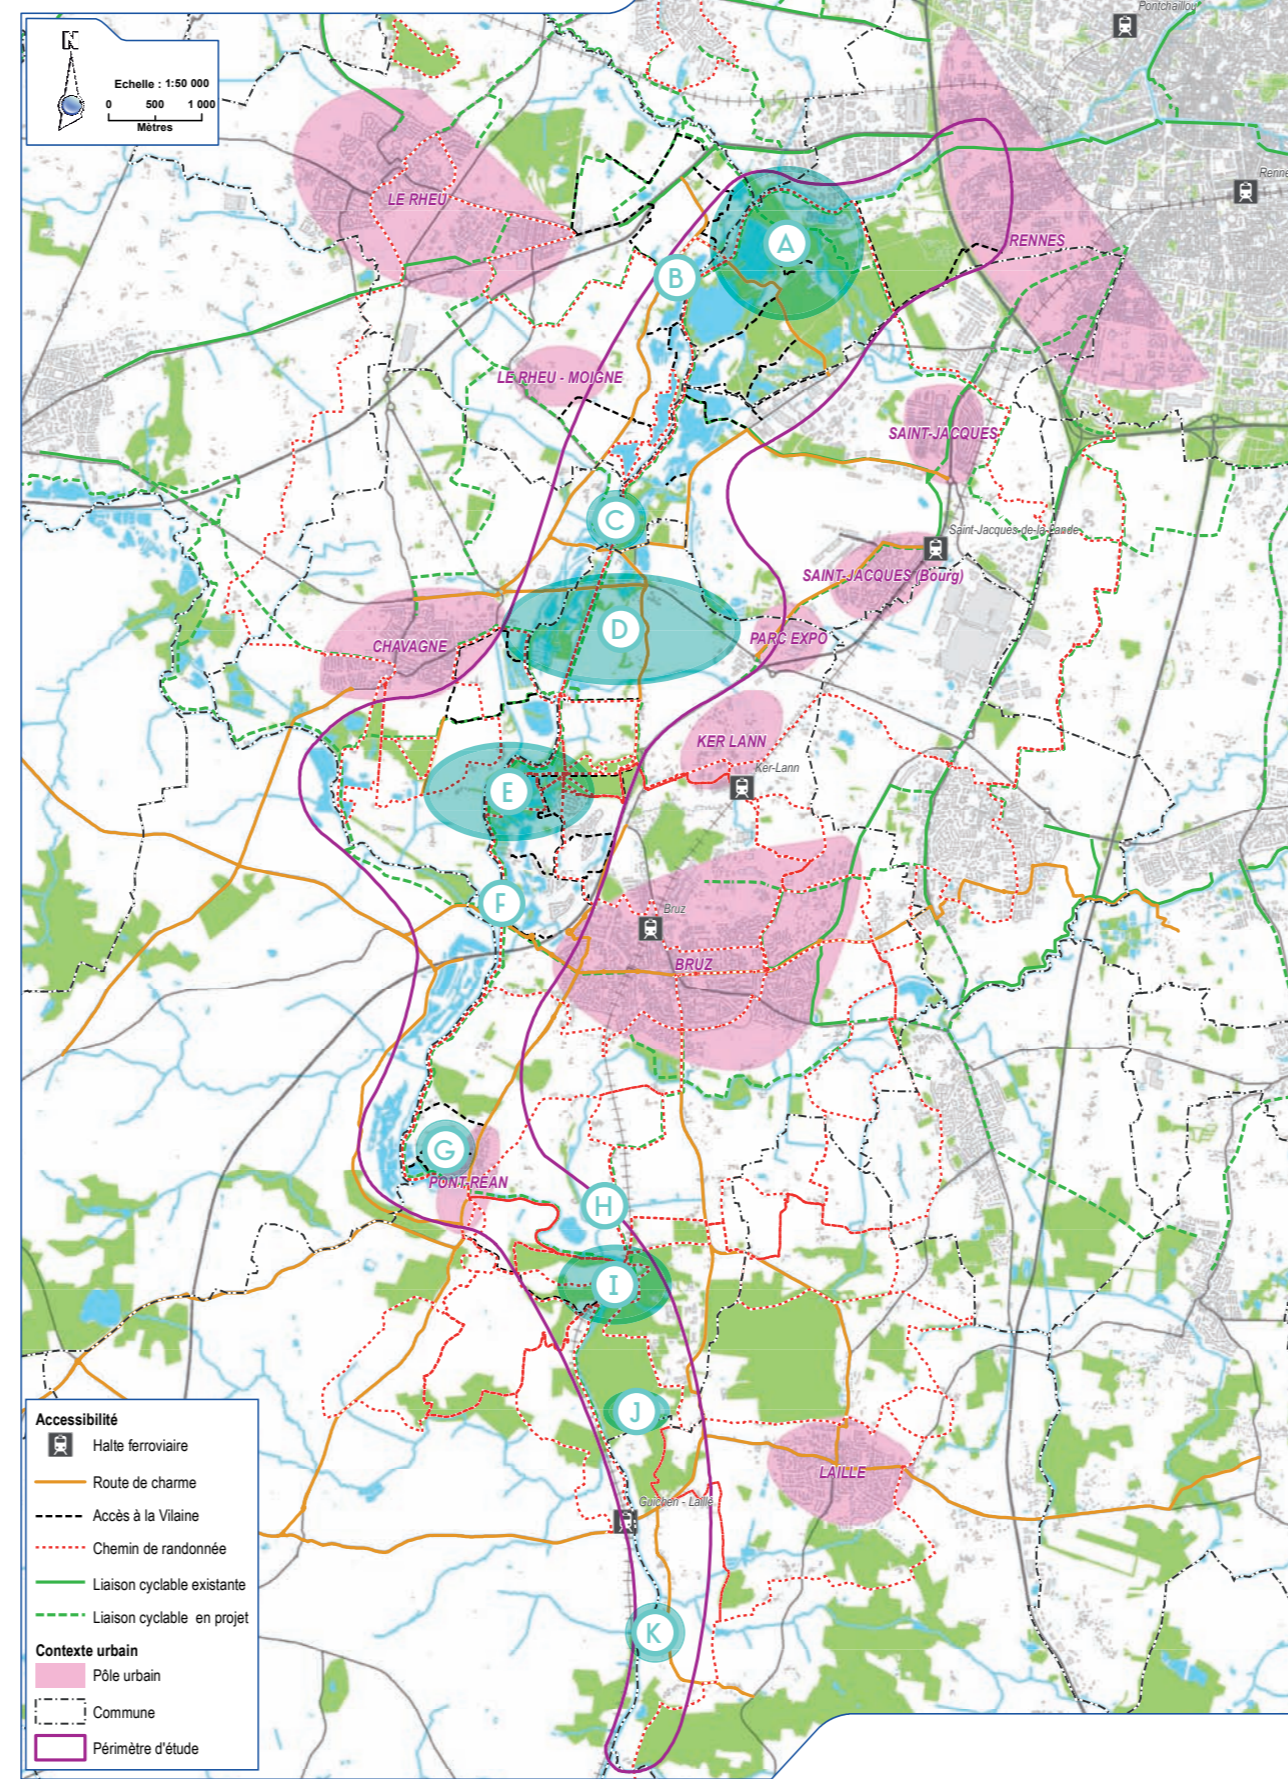 Pontchaillou
N
Echelle : 1:50 000
0 500 1 000
Mètres
Renne
LE RHEU
A
RENNES
B
LE RHEU - MOIGNE
SAINT-JACQUES
C
Saint-Jacques-de-la-Lande
SAINT-JACQUES (Bourg)
D
PARC EXPO
CHAVAGNE
KER LANN
Ker-Lann
E
F
Bruz
BRUZ
G
PONT REAN
H
I
J
LAILLE
Guichen - Laillé
K
Accessibilité
Halte ferroviaire
Route de charme
Accès à la Vilaine
Chemin de randonnée
Liaison cyclable existante
Liaison cyclable en projet
Contexte urbain
Pôle urbain
Commune
Périmètre d'étude